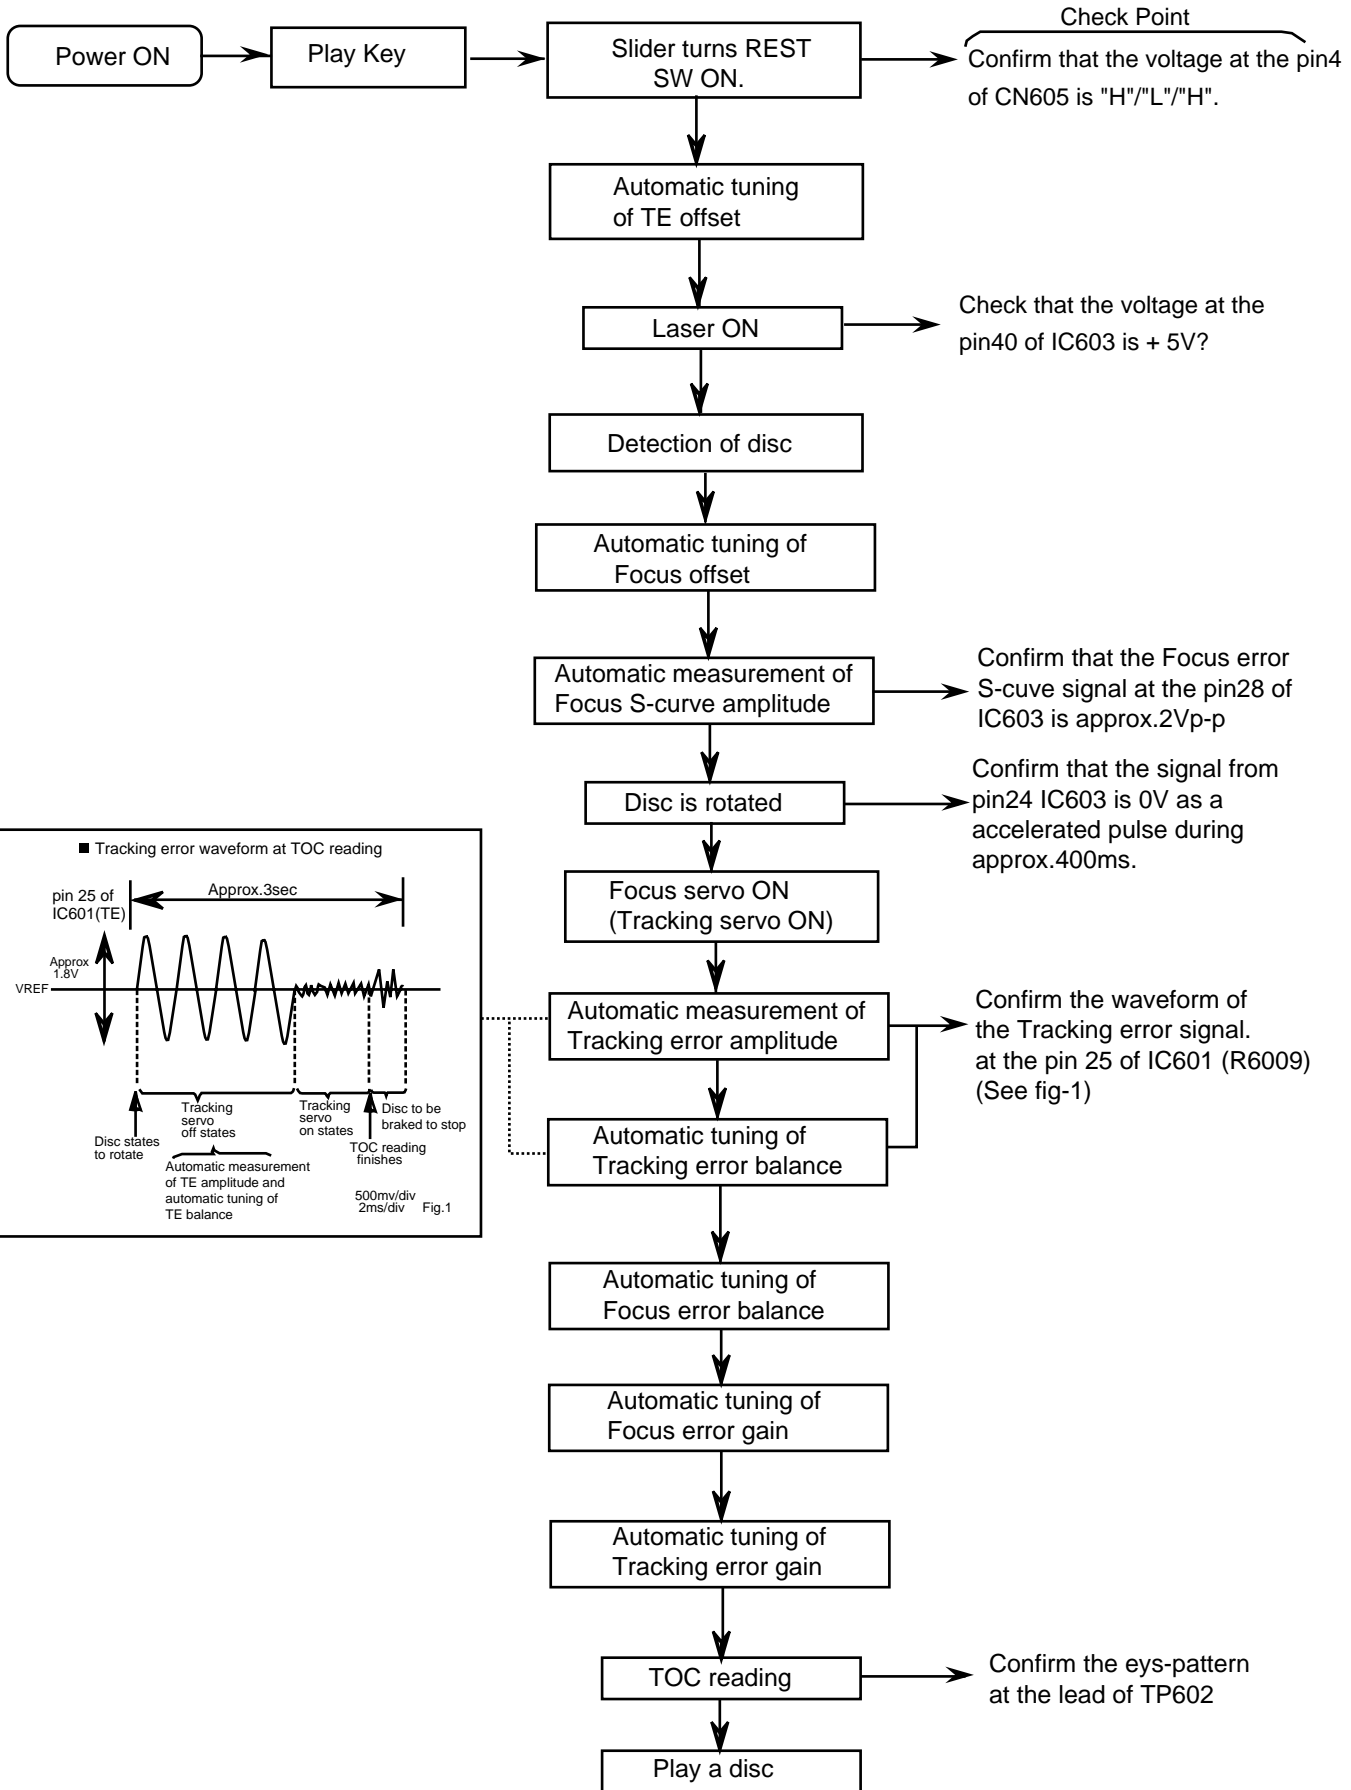 Check Point
Power ON
Play Key
Slider turns REST
SW ON.
Confirm that the voltage at the pin4
of CN605 is "H"/"L"/"H".
Automatic tuning
of TE offset
Laser ON
Check that the voltage at the
pin40 of IC603 is + 5V?
Detection of disc
Automatic tuning of
Focus offset
Automatic measurement of
Focus S-curve amplitude
Confirm that the Focus error
S-cuve signal at the pin28 of
IC603 is approx.2Vp-p
Disc is rotated
Confirm that the signal from
pin24 IC603 is 0V as a
accelerated pulse during
approx.400ms.
Focus servo ON
(Tracking servo ON)
■ Tracking error waveform at TOC reading
pin 25 of
IC601(TE)
Approx.3sec
Approx
1.8V
VREF
Tracking
servo
off states
Tracking
servo
on states
Disc to be
braked to stop
Disc states
to rotate
TOC reading
finishes
Automatic measurement
of TE amplitude and
automatic tuning of
TE balance
500mv/div
2ms/div
Fig.1
Automatic measurement of
Tracking error amplitude
Confirm the waveform of
the Tracking error signal.
at the pin 25 of IC601 (R6009)
(See fig-1)
Automatic tuning of
Tracking error balance
Automatic tuning of
Focus error balance
Automatic tuning of
Focus error gain
Automatic tuning of
Tracking error gain
TOC reading
Confirm the eys-pattern
at the lead of TP602
Play a disc